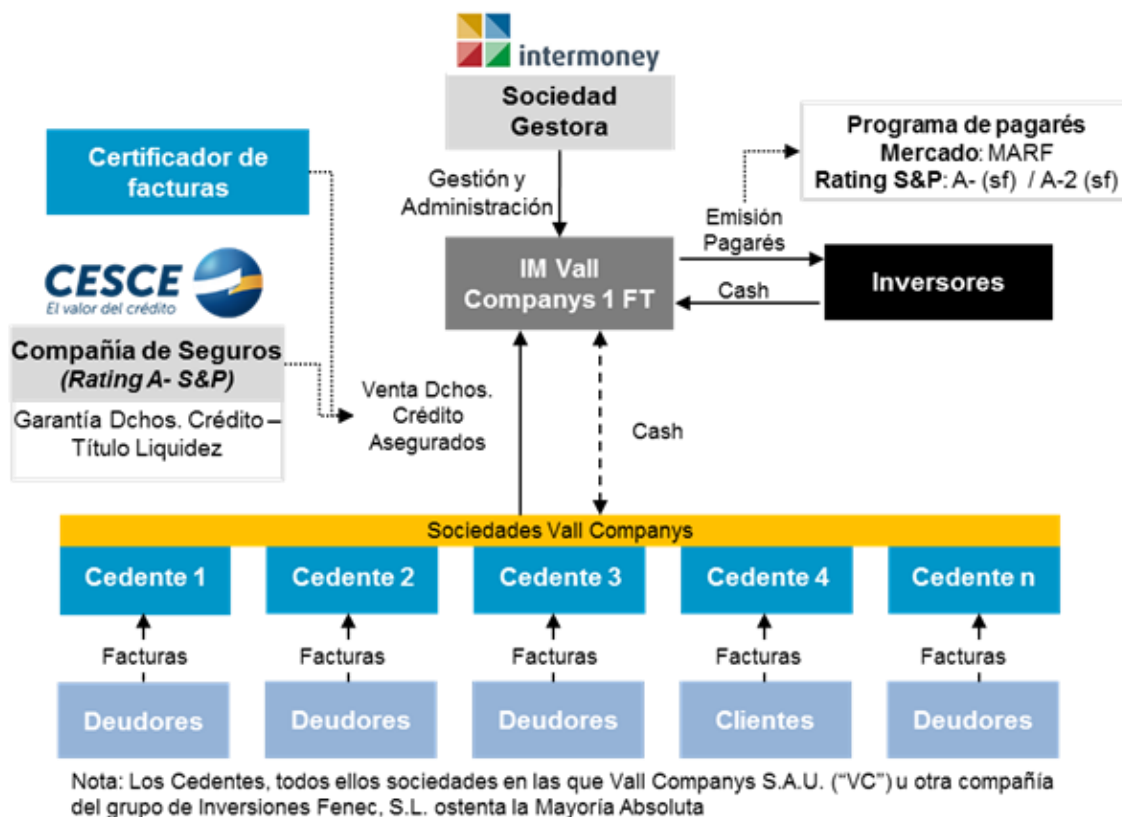 intermoney
Sociedad
Gestora
Programa de pagarés
Mercado: MARF
Rating S&P: A- (sf) / A-2 (sf)
Certificador de
facturas
Gestión y
Administración
Emisión
Pagarés
IM Vall
Companys 1 FT
Inversores
Cash
CESCE
El valor del crédito
Compañía de Seguros
(Rating A- S&P)
Garantía Dchos. Crédito –
Título Liquidez
Venta Dchos.
Crédito
Asegurados
Cash
Sociedades Vall Companys
Cedente 1
Cedente 2
Cedente 3
Cedente 4
Cedente n
Facturas
Facturas
Facturas
Facturas
Facturas
Deudores
Deudores
Deudores
Clientes
Deudores
Nota: Los Cedentes, todos ellos sociedades en las que Vall Companys S.A.U. (“VC”) u otra compañía
del grupo de Inversiones Fenec, S.L. ostenta la Mayoría Absoluta